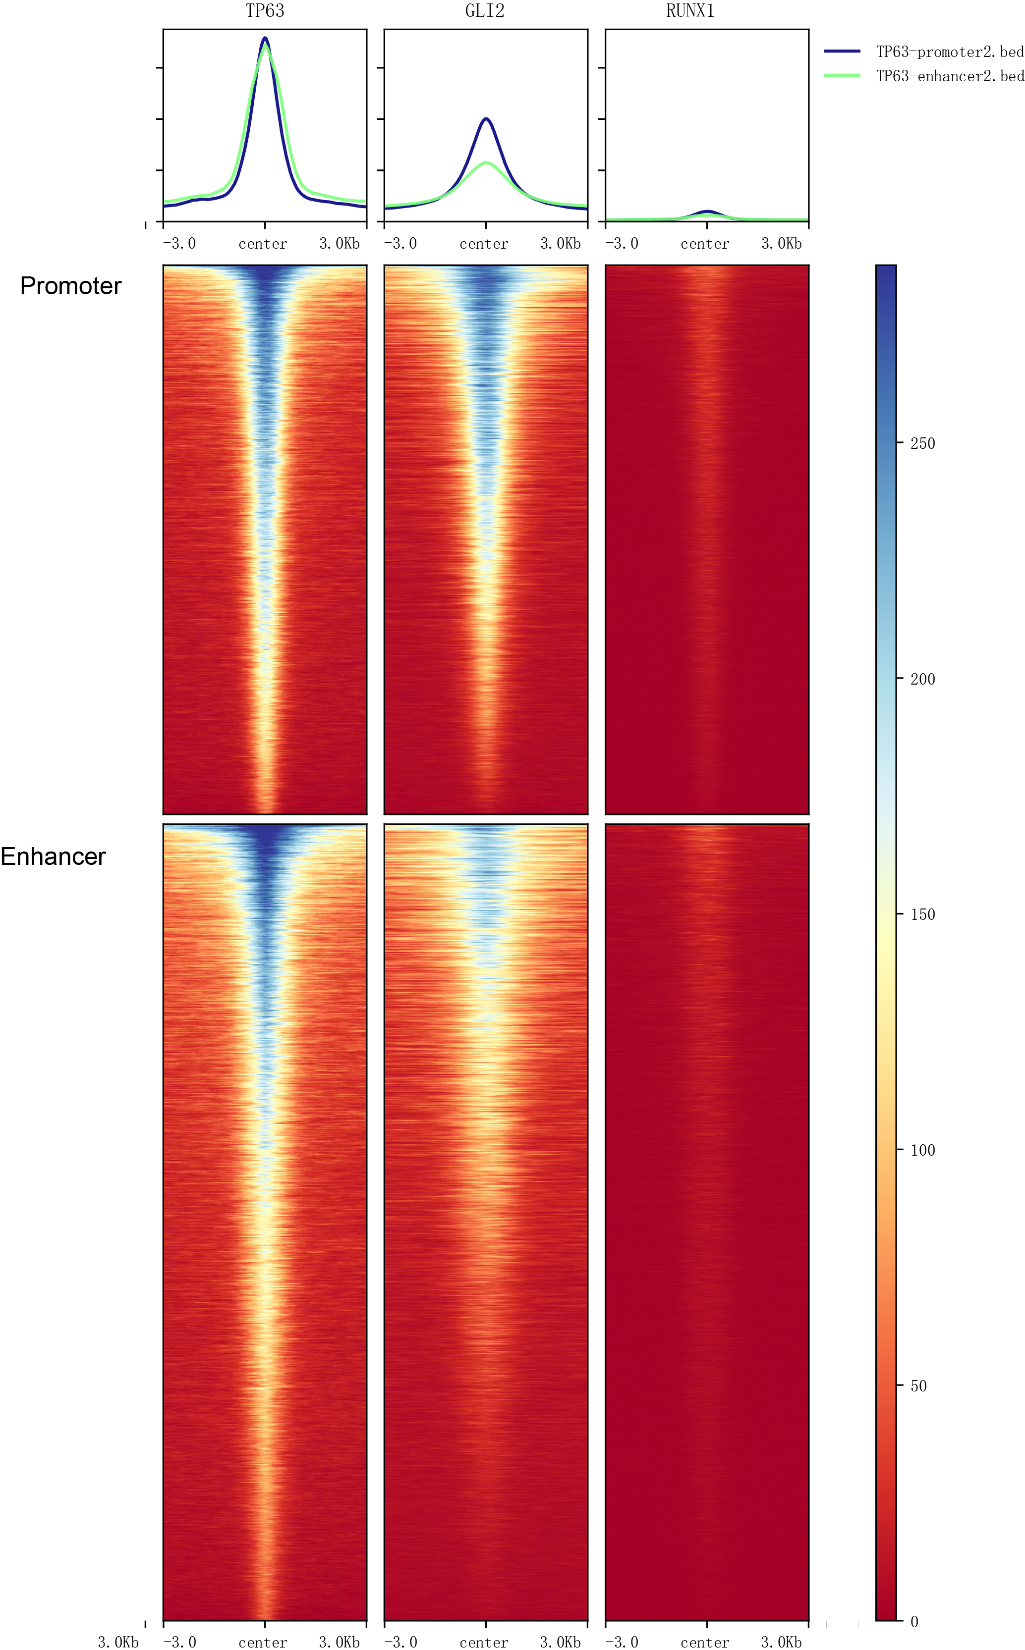 TP63 GLI2 RUNX1
TP63-promoter2.bed
TP63-enhancer2.bed
-3.0 center 3.0Kb -3.0 center 3.0Kb -3.0 center 3.0Kb
Promoter
250
200
Enhancer
150
100
50
0
3.0Kb -3.0 center 3.0Kb -3.0 center 3.0Kb -3.0 center 3.0Kb